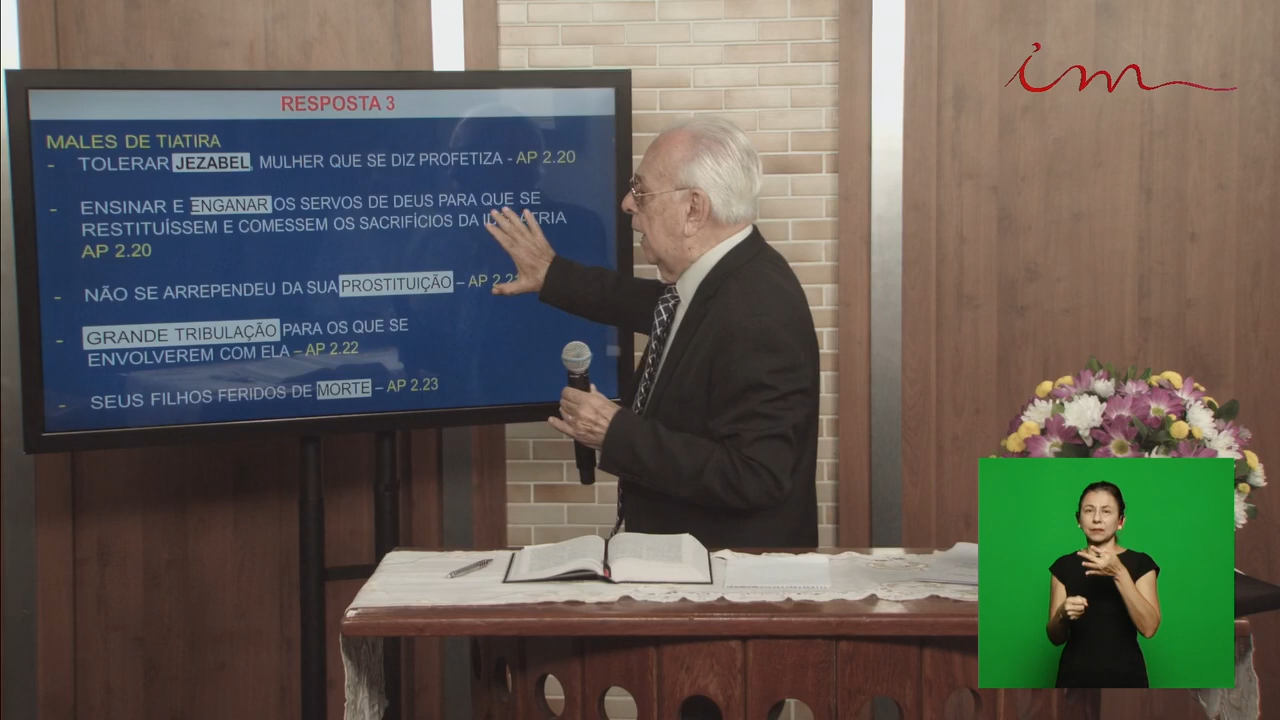 RESPOSTA 3
MALES DE TIATIRA
- TOLERAR JEZABEL, MULHER QUE SE DIZ PROFETIZA - AP 2.20
- ENSINAR E ENGANAR OS SERVOS DE DEUS PARA QUE SE
RESTITUÍSSEM E COMESSEM OS SACRIFÍCIOS DA
AP 2.20
- NÃO SE ARREPENDEU DA SUA PROSTITUIÇÃO – AP
- GRANDE TRIBULAÇÃO PARA OS QUE SE
ENVOLVEREM COM ELA – AP 2.22
- SEUS FILHOS FERIDOS DE MORTE – AP 2.23
im